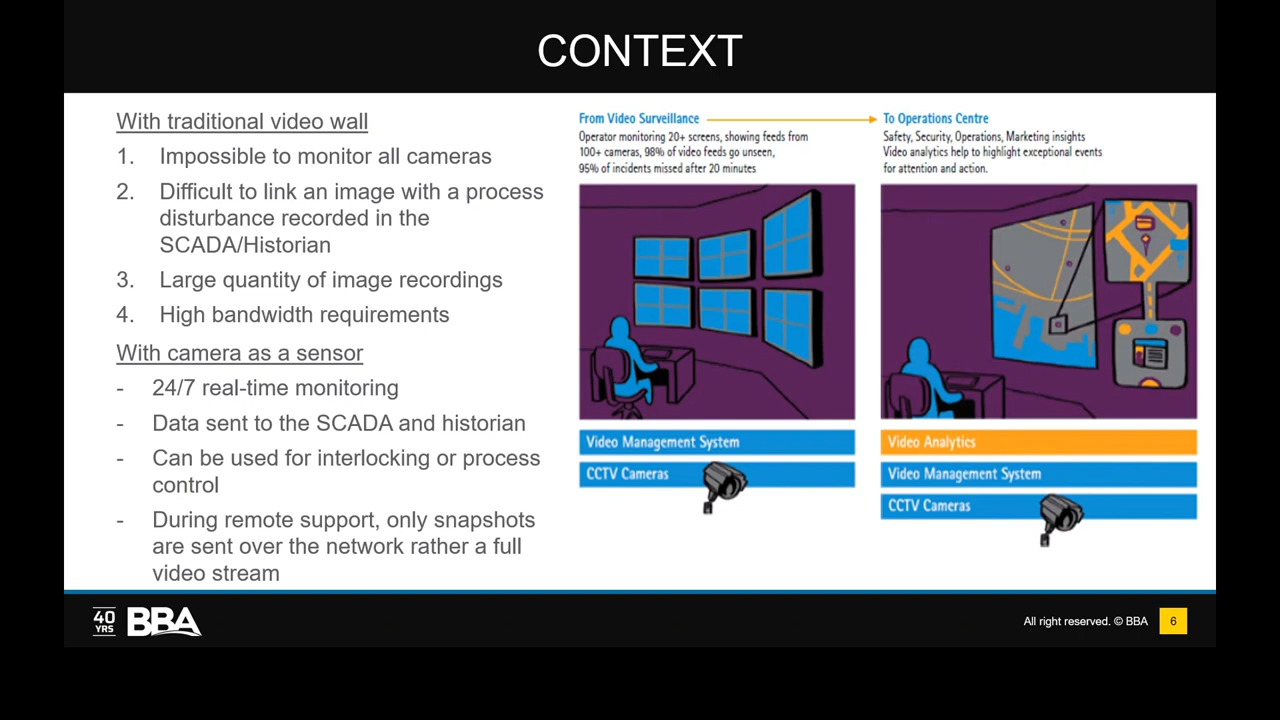 CONTEXT
With traditional video wall
1. Impossible to monitor all cameras
2. Difficult to link an image with a process
disturbance recorded in the
SCADA/Historian
3. Large quantity of image recordings
4. High bandwidth requirements
With camera as a sensor
- 24/7 real-time monitoring
- Data sent to the SCADA and historian
- Can be used for interlocking or process
control
- During remote support, only snapshots
are sent over the network rather a full
video stream
From Video Surveillance
Operator monitoring 20+ screens, showing feeds from
100+ cameras, 98% of video feeds go unseen,
95% of incidents missed after 20 minutes
Video Management System
CCTV Cameras
To Operations Centre
Safety, Security, Operations, Marketing insights
Video analytics help to highlight exceptional events
for attention and action.
Video Analytics
Video Management System
CCTV Cameras
40
YRS
BBA
All right reserved. © BBA
6